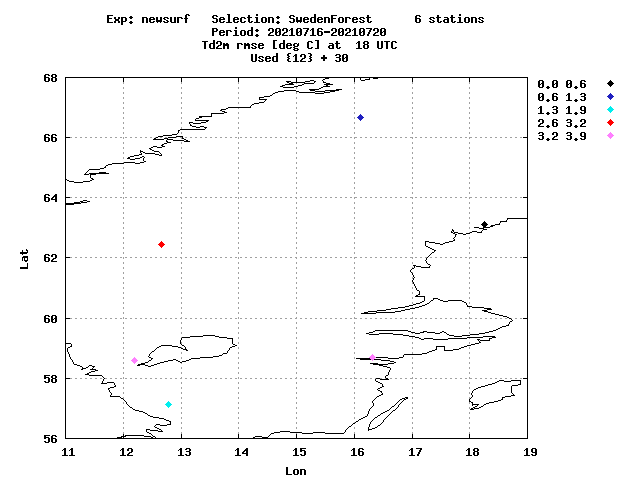 Exp: newsurf   Selection: SwedenForest      6 stations
Period: 20210716-20210720
Td2m rmse [deg C] at  18 UTC
Used {12} + 30
0.0 0.6
0.6 1.3
1.3 1.9
2.6 3.2
3.2 3.9
68
66
64
62
60
58
56
Lat
11 12 13 14 15 16 17 18 19
Lon